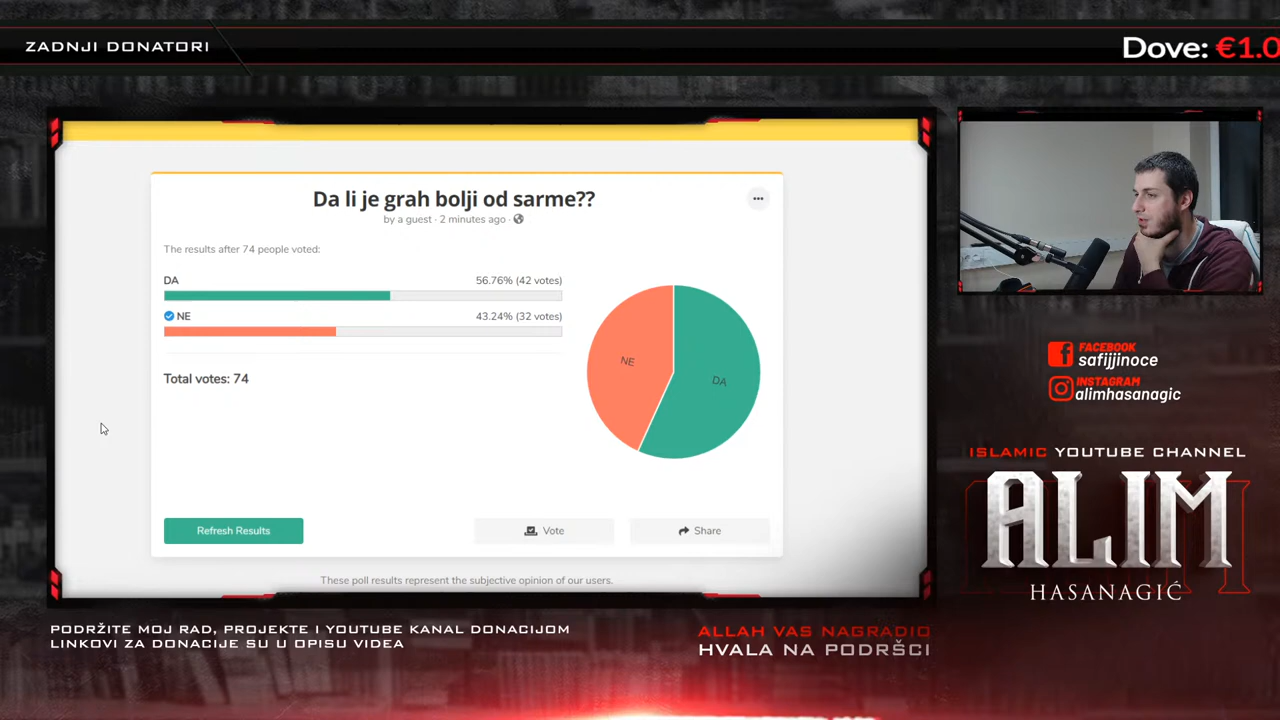 ZADNJI DONATORI
Dove: €1.0
Da li je grah bolji od sarme??
by a guest · 2 minutes ago ·
The results after 74 people voted:
DA 56.76% (42 votes)
NE 43.24% (32 votes)
Total votes: 74
NE
DA
Refresh Results
Vote
Share
These poll results represent the subjective opinion of our users.
FACEBOOK
safijjinoce
INSTAGRAM
alimhasanagic
ISLAMIC YOUTUBE CHANNEL
ALIM
HASANAGIĆ
PODRŽITE MOJ RAD, PROJEKTE I YOUTUBE KANAL DONACIJOM
LINKOVI ZA DONACIJE SU U OPISU VIDEA
ALLAH VAS NAGRADIO
HVALA NA PODRŠCI